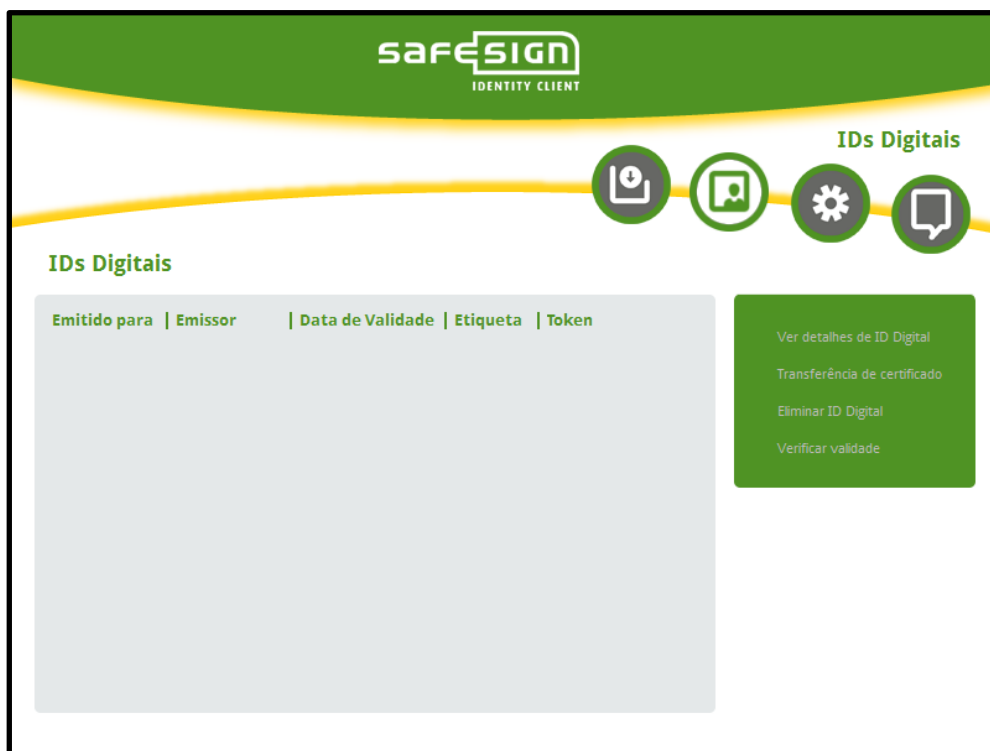 safesign
IDENTITY CLIENT
IDs Digitais
IDs Digitais
Emitido para | Emissor | Data de Validade | Etiqueta | Token
Ver detalhes de ID Digital
Transferência de certificado
Eliminar ID Digital
Verificar validade